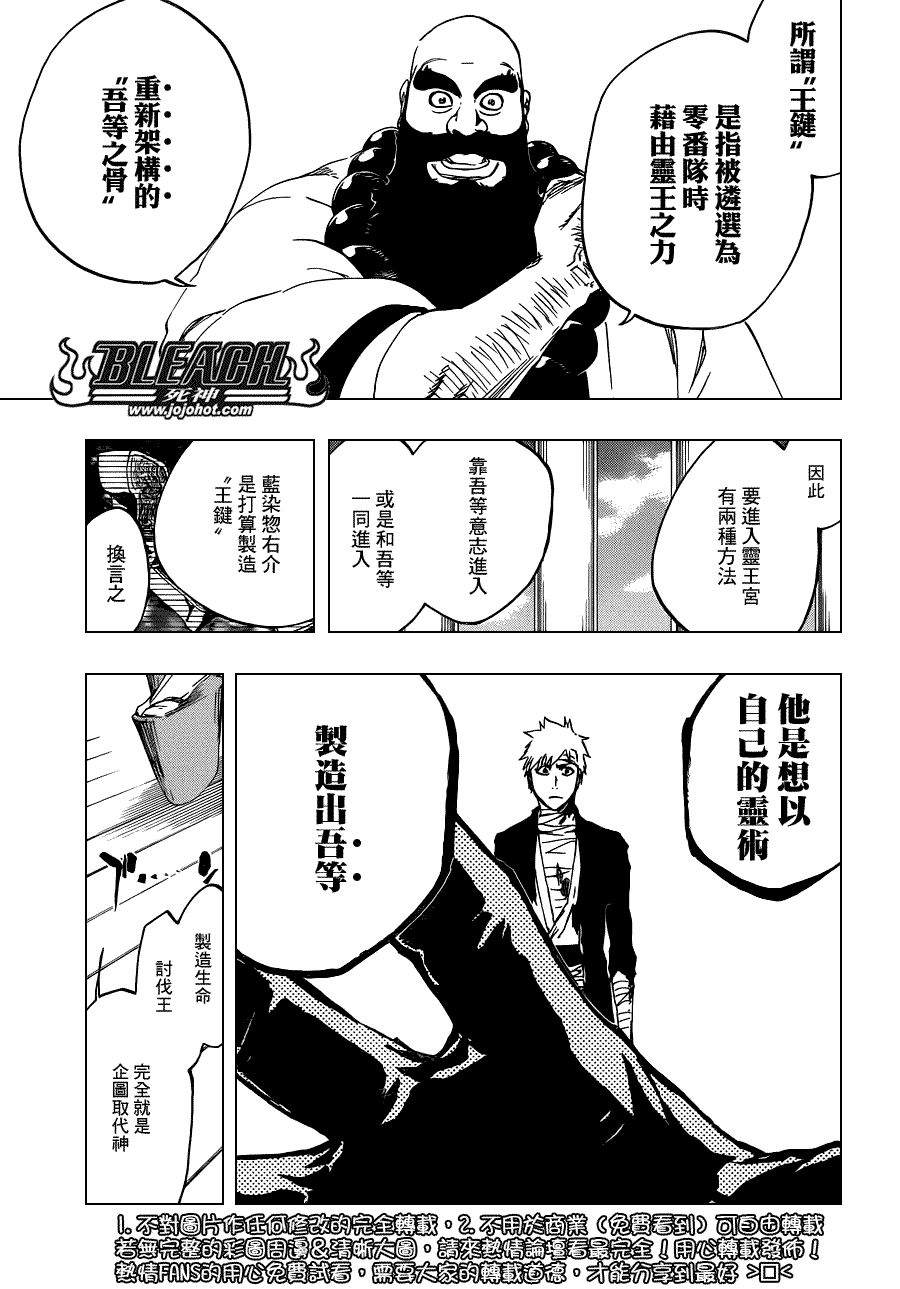 所謂〝王鍵〞
是指被遴選為
零番隊時
藉由靈王之力
重新架構的
〝吾等之骨〞
BLEACH
死神
www.jojohot.com
因此
要進入靈王宮
有兩種方法
靠吾等意志進入
或是和吾等
一同進入
藍染惣右介
是打算製造
〝王鍵〞
換言之
他是想以
自己的靈術
製造出吾等
製造生命
討伐王
完全就是
企圖取代神
1. 不對圖片作任何修改的完全轉載，2. 不用於商業（免費看到）可自由轉載
若無完整的彩圖周邊&清晰大圖，請來熱情論壇看最完全！用心轉載發佈！
熱情FANS的用心免費試看，需要大家的轉載道德，才能分享到最好 >口<